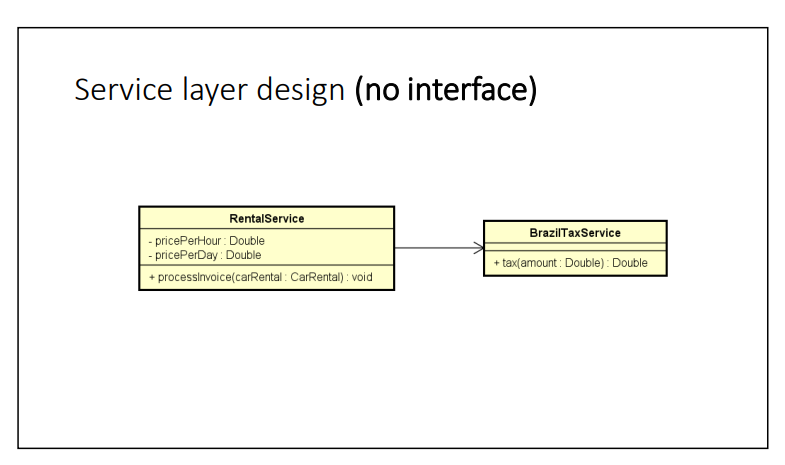 Service layer design (no interface)
RentalService
- pricePerHour : Double
- pricePerDay : Double
+ processInvoice(carRental : CarRental) : void
BrazilTaxService
+ tax(amount : Double) : Double